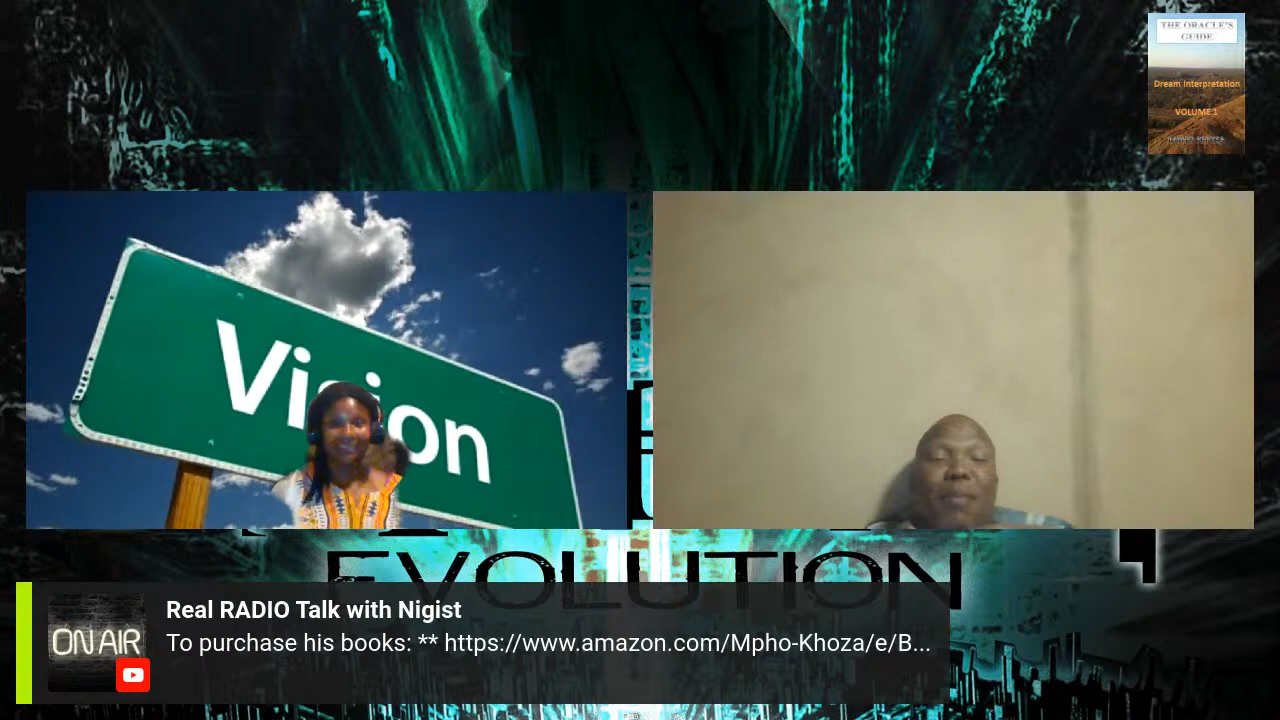 THE ORACLE'S
GUIDE
Dream Interpretation
VOLUME 1
Vision
EVOLUTION
ON AIR
Real RADIO Talk with Nigist
To purchase his books: ** https://www.amazon.com/Mpho-Khoza/e/B...